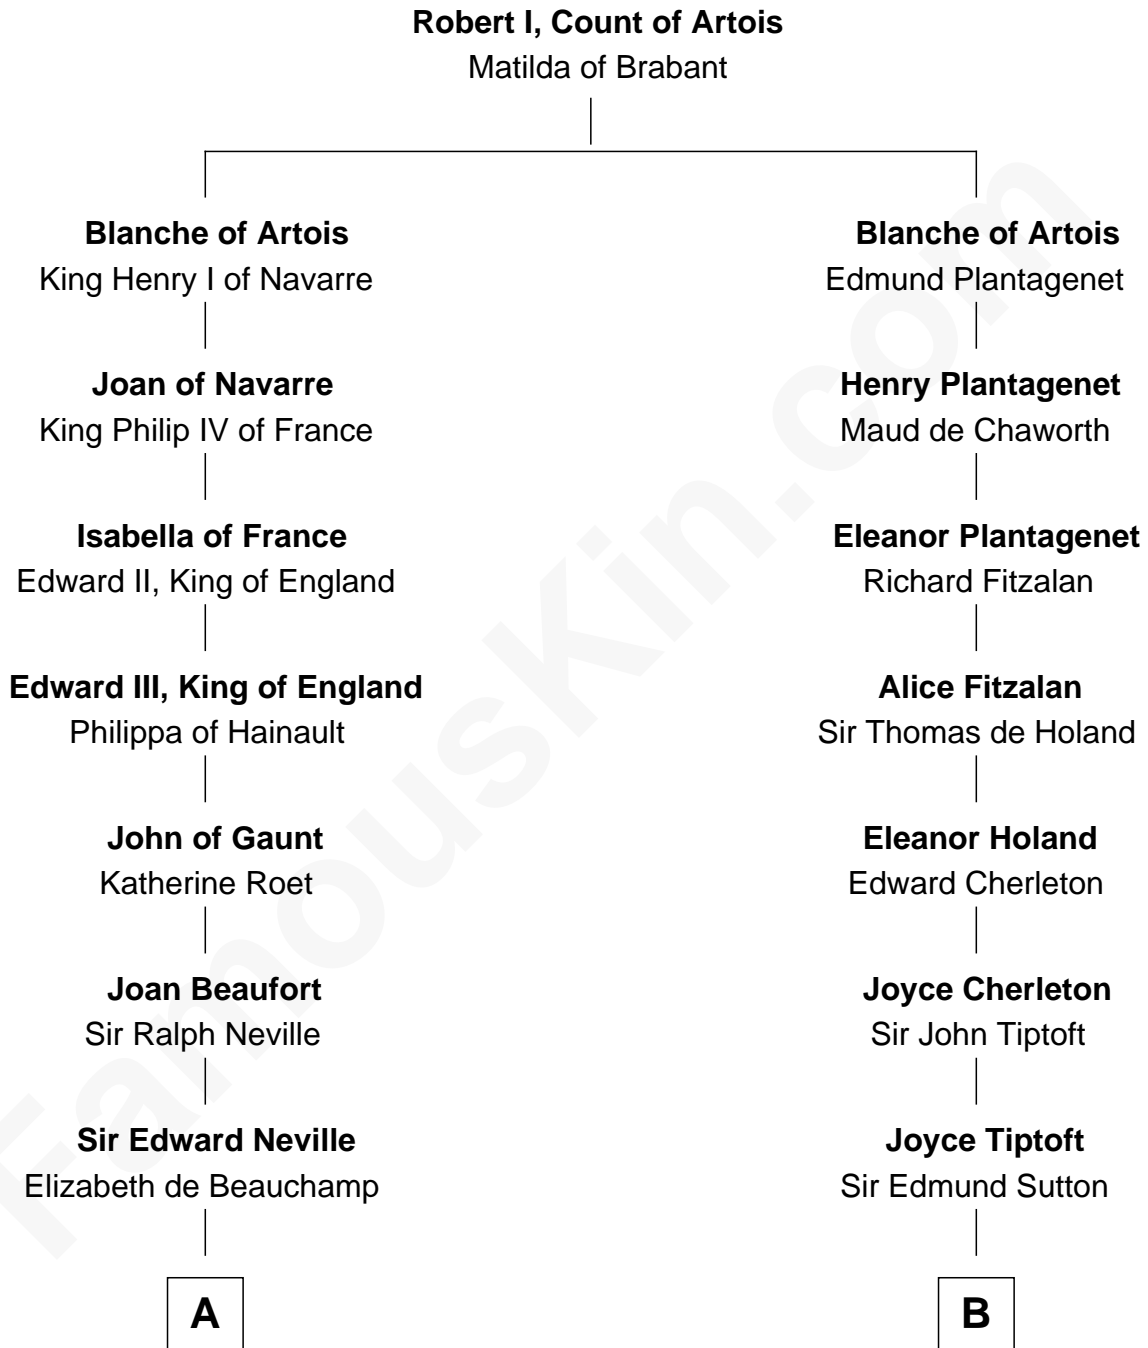 Robert I, Count of Artois
Matilda of Brabant
Blanche of Artois
King Henry I of Navarre
Blanche of Artois
Edmund Plantagenet
Joan of Navarre
King Philip IV of France
Henry Plantagenet
Maud de Chaworth
Isabella of France
Edward II, King of England
Eleanor Plantagenet
Richard Fitzalan
Edward III, King of England
Philippa of Hainault
Alice Fitzalan
Sir Thomas de Holand
John of Gaunt
Katherine Roet
Eleanor Holand
Edward Cherleton
Joan Beaufort
Sir Ralph Neville
Joyce Cherleton
Sir John Tiptoft
Sir Edward Neville
Elizabeth de Beauchamp
Joyce Tiptoft
Sir Edmund Sutton
A
B
FamousKin.com